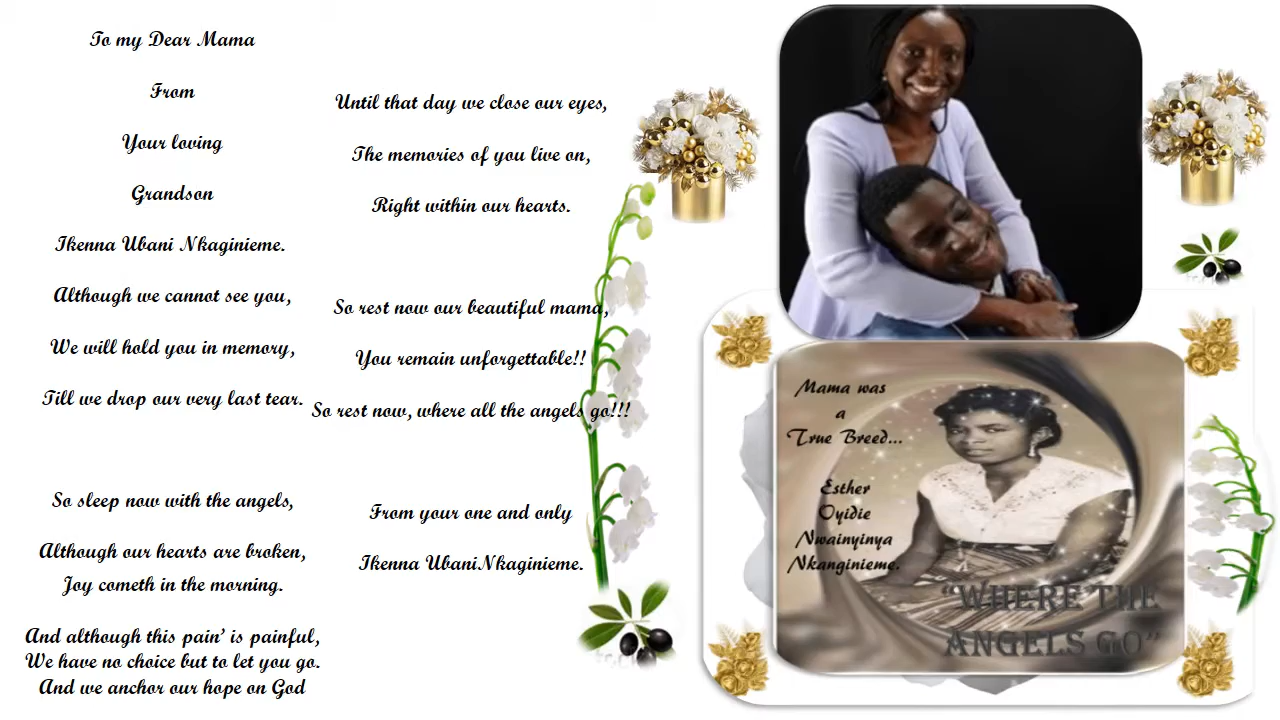 To my Dear Mama
From
Your loving
Grandson
Ikenna Ubani Nkaginieme.
Although we cannot see you,
We will hold you in memory,
Till we drop our very last tear.
So sleep now with the angels,
Although our hearts are broken,
Joy cometh in the morning.
And although this pain' is painful,
We have no choice but to let you go.
And we anchor our hope on God
Until that day we close our eyes,
The memories of you live on,
Right within our hearts.
So rest now our beautiful mama,
You remain unforgettable!!
So rest now, where all the angels go!!!
From your one and only
Ikenna UbaniNkaginieme.
Mama was
a
True Breed...
Esther
Oyidie
Nwainyinya
Nkanginieme.
"WHERE THE
ANGELS GO"